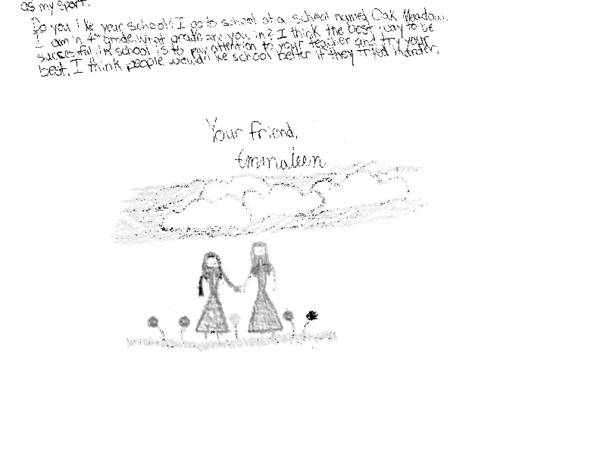 as my sport.
Do you like your school? I go to school at a school named Oak Meadow.
I am in 4th grade. what grade are you in? I think the best way to be
successful in school is to pay attention to your teacher and try your
best. I think people would like school better if they tried harder.
Your friend,
Emmaleen